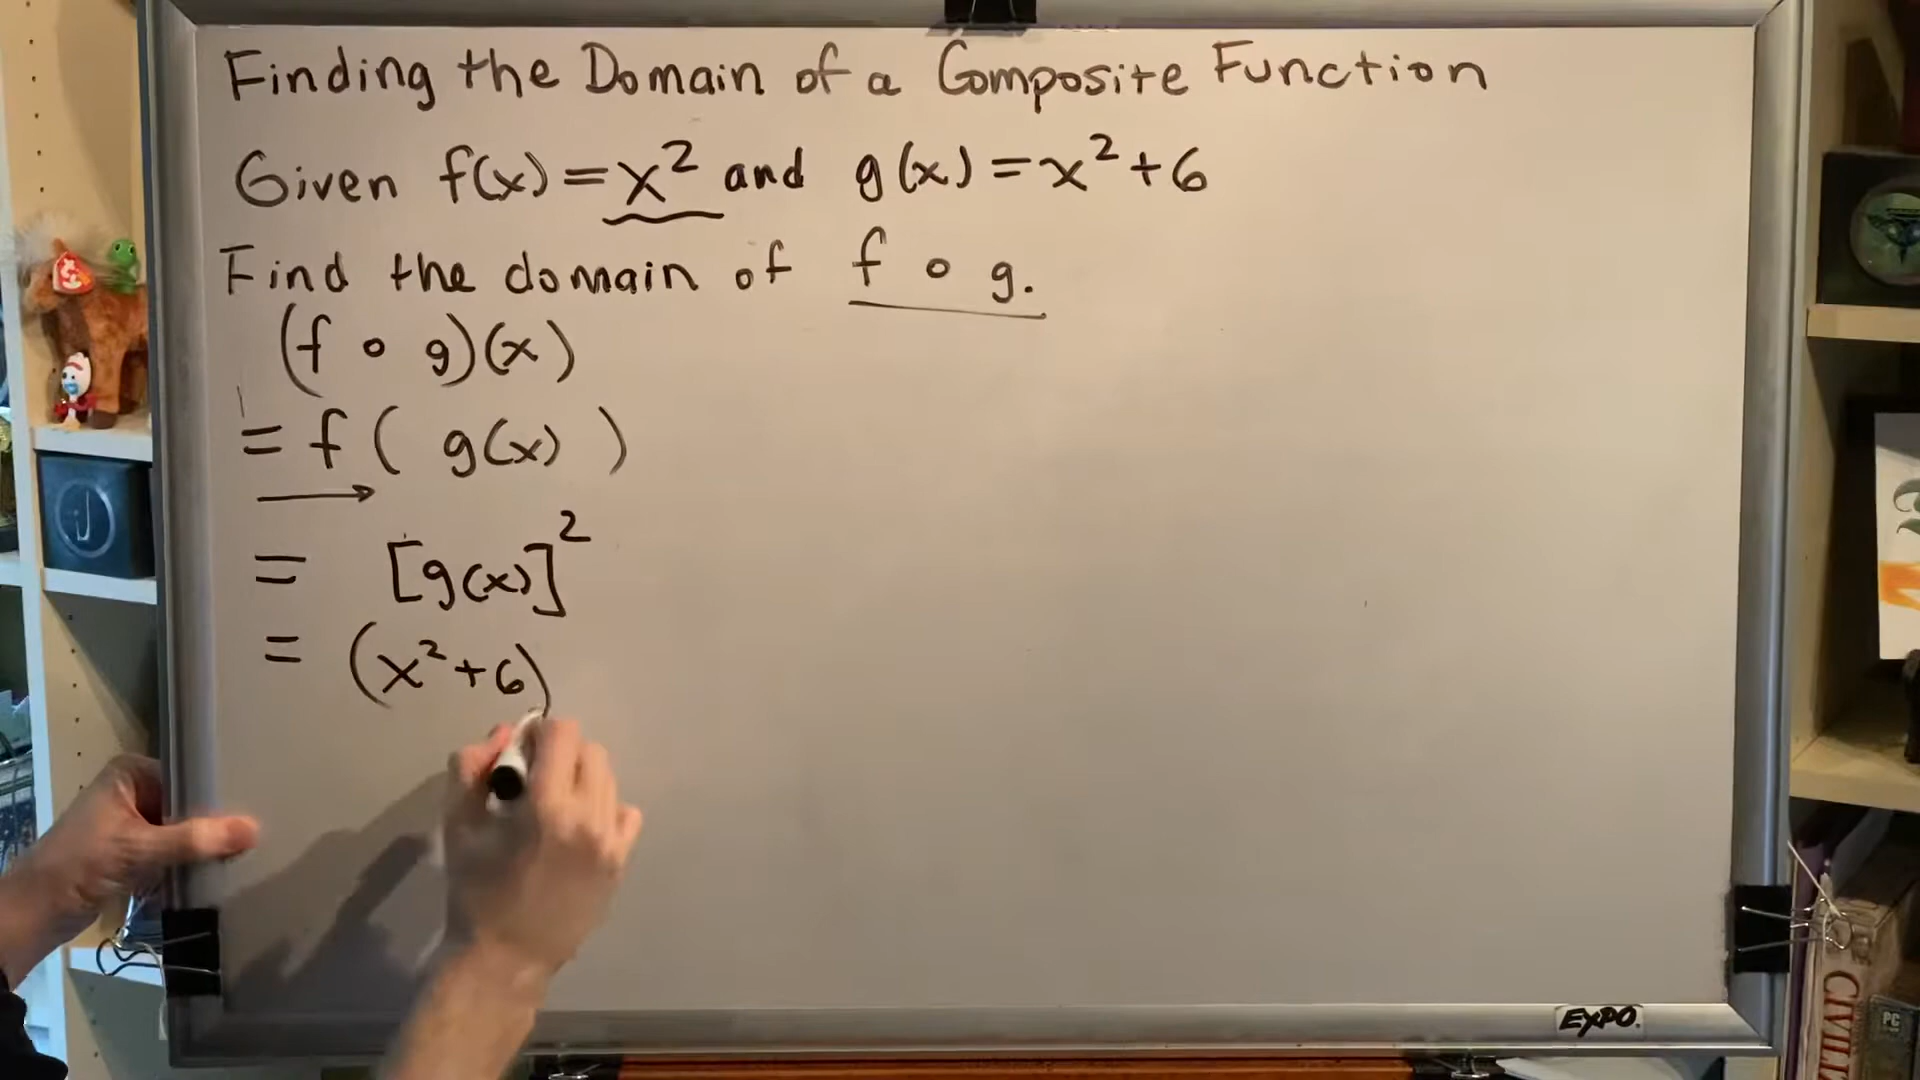 Finding the Domain of a Composite Function
Given f(x) = x² and g(x) = x² + 6
Find the domain of f ∘ g.
(f ∘ g)(x)
= f( g(x) )
= [g(x)]²
= (x² + 6)
EXPO
PC